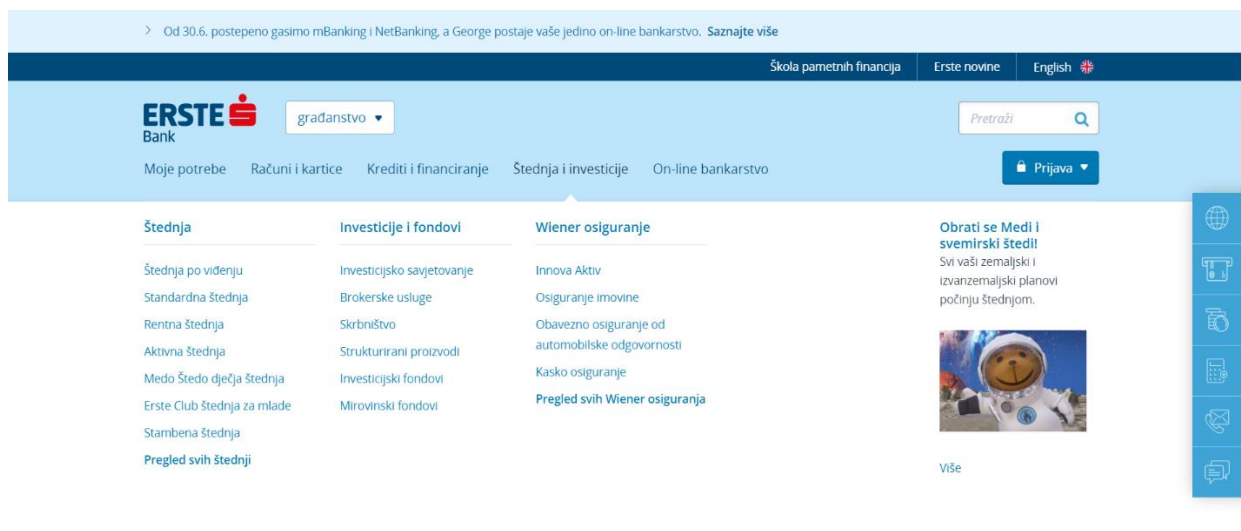 Od 30.6. postepeno gasimo mBanking i NetBanking, a George postaje vaše jedino on-line bankarstvo. Saznajte više
Škola pametnih financija
Erste novine
English
ERSTE
Bank
građanstvo
Pretraži
Moje potrebe
Računi i kartice
Krediti i financiranje
Štednja i investicije
On-line bankarstvo
Prijava
Štednja
Štednja po viđenju
Standardna štednja
Rentna štednja
Aktivna štednja
Medo Štedo dječja štednja
Erste Club štednja za mlade
Stambena štednja
Pregled svih štednji
Investicije i fondovi
Investicijsko savjetovanje
Brokerske usluge
Skrbništvo
Strukturirani proizvodi
Investicijski fondovi
Mirovinski fondovi
Wiener osiguranje
Innova Aktiv
Osiguranje imovine
Obavezno osiguranje od
automobilske odgovornosti
Kasko osiguranje
Pregled svih Wiener osiguranja
Obrati se Medi i
svemirski štedi!
Svi vaši zemaljski i
izvanzemaljski planovi
počinju štednjom.
Više